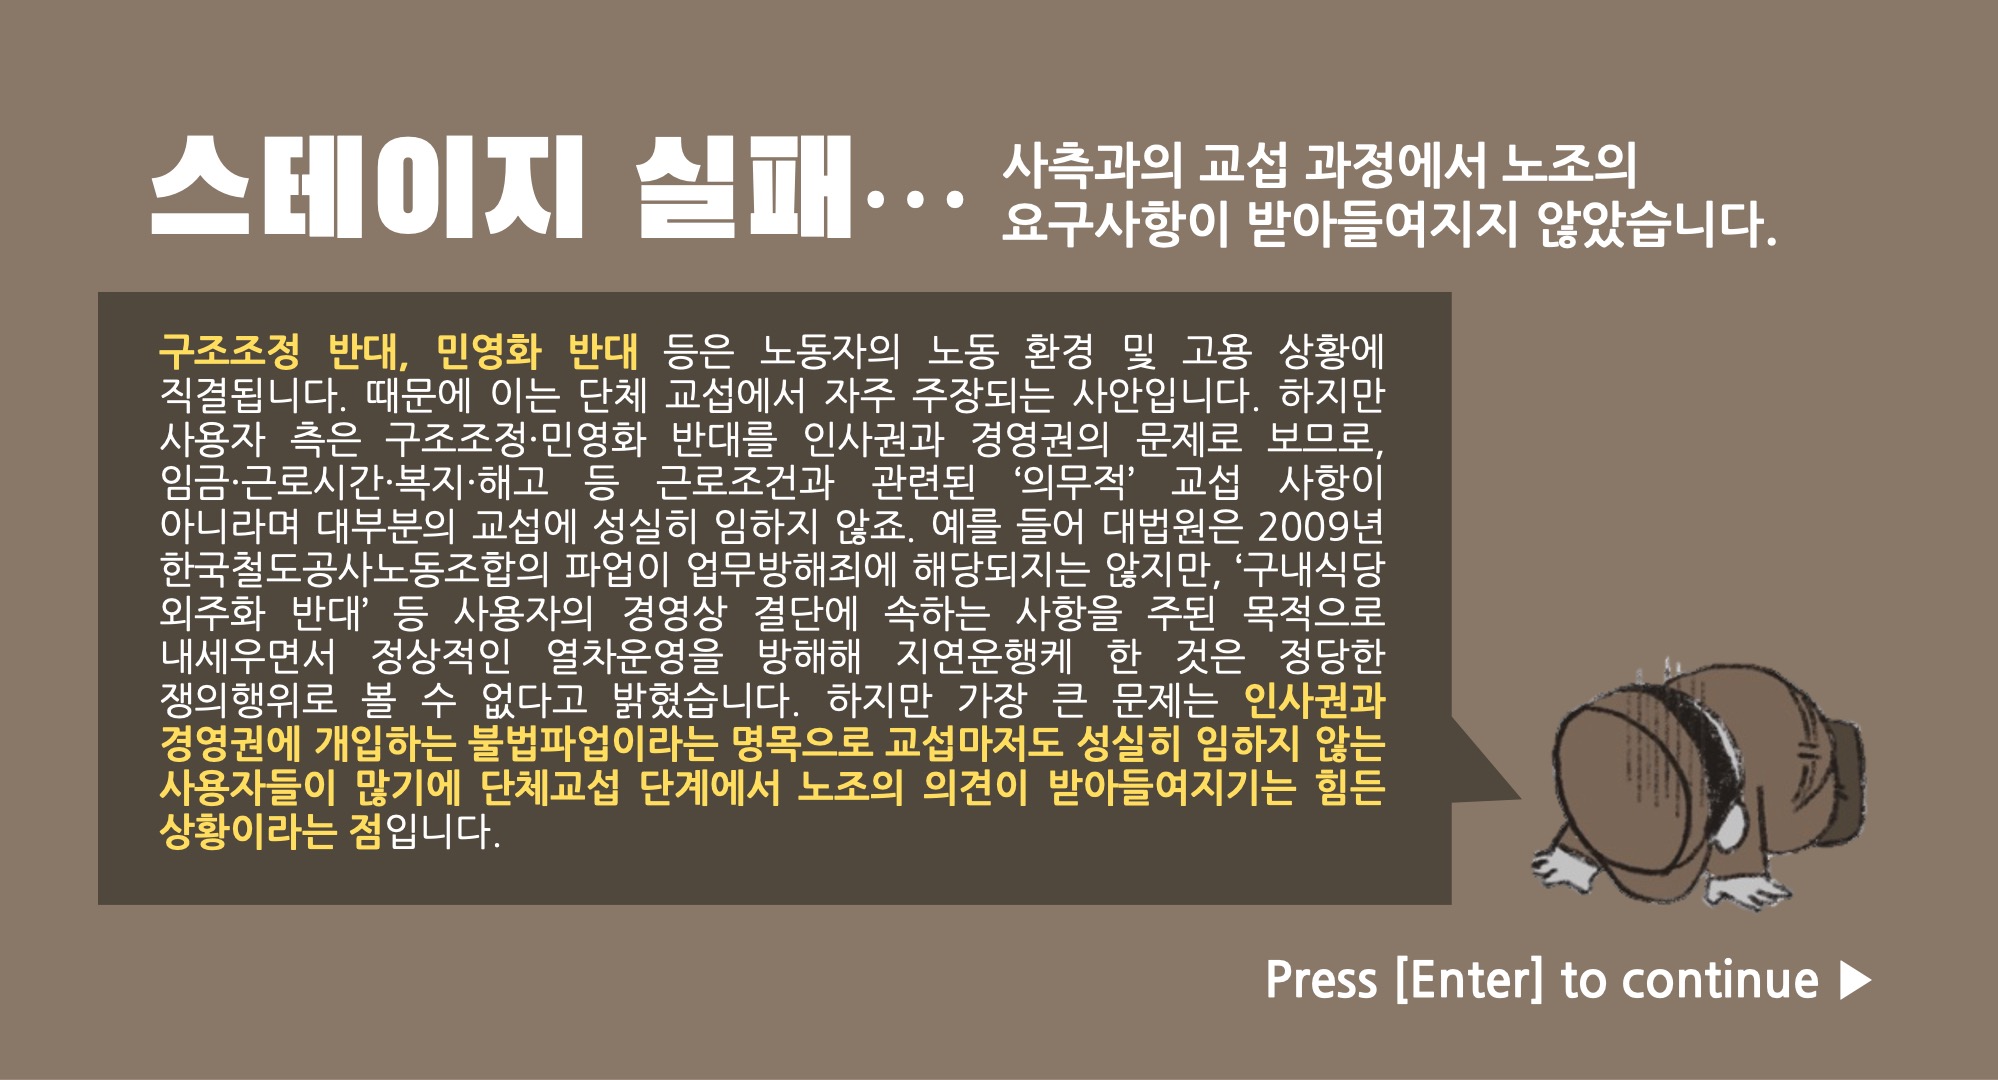 스테이지 실패···
사측과의 교섭 과정에서 노조의
요구사항이 받아들여지지 않았습니다.
구조조정 반대, 민영화 반대 등은 노동자의 노동 환경 및 고용 상황에
직결됩니다. 때문에 이는 단체 교섭에서 자주 주장되는 사안입니다. 하지만
사용자 측은 구조조정·민영화 반대를 인사권과 경영권의 문제로 보므로,
임금·근로시간·복지·해고 등 근로조건과 관련된 ‘의무적’ 교섭 사항이
아니라며 대부분의 교섭에 성실히 임하지 않죠. 예를 들어 대법원은 2009년
한국철도공사노동조합의 파업이 업무방해죄에 해당되지는 않지만, ‘구내식당
외주화 반대’ 등 사용자의 경영상 결단에 속하는 사항을 주된 목적으로
내세우면서 정상적인 열차운영을 방해해 지연운행케 한 것은 정당한
쟁의행위로 볼 수 없다고 밝혔습니다. 하지만 가장 큰 문제는 인사권과
경영권에 개입하는 불법파업이라는 명목으로 교섭마저도 성실히 임하지 않는
사용자들이 많기에 단체교섭 단계에서 노조의 의견이 받아들여지기는 힘든
상황이라는 점입니다.
Press [Enter] to continue ▶